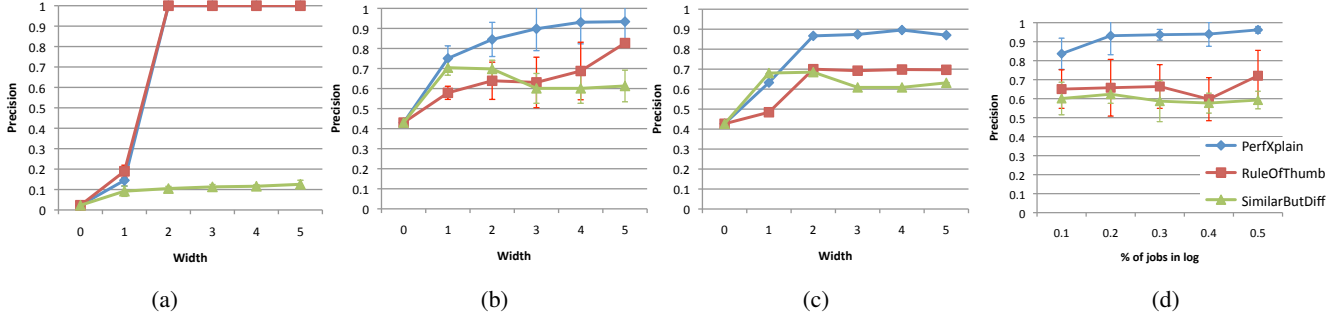 1
0.9
0.8
0.7
0.6
0.5
0.4
0.3
0.2
0.1
0
Precision
0 1 2 3 4 5
Width
(a)
1
0.9
0.8
0.7
0.6
0.5
0.4
0.3
0.2
0.1
0
Precision
0 1 2 3 4 5
Width
(b)
1
0.9
0.8
0.7
0.6
0.5
0.4
0.3
0.2
0.1
0
Precision
0 1 2 3 4 5
Width
(c)
1
0.9
0.8
0.7
0.6
0.5
0.4
0.3
0.2
0.1
0
Precision
0.1 0.2 0.3 0.4 0.5
% of jobs in log
PerfXplain
RuleOfThumb
SimilarButDiff
(d)